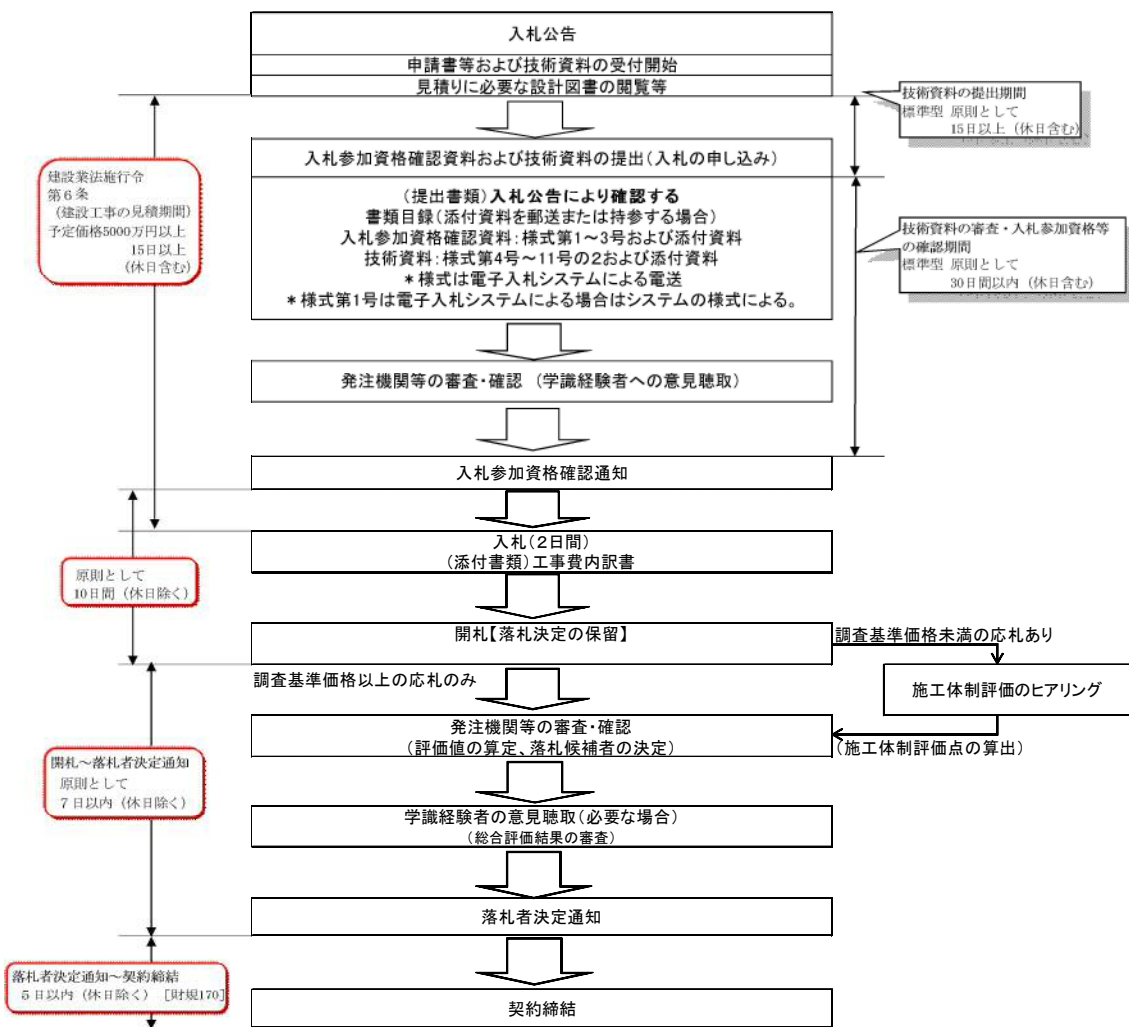 入札公告
申請書等および技術資料の受付開始
見積りに必要な設計図書の閲覧等
技術資料の提出期間
標準型 原則として
15日以上（休日含む）
入札参加資格確認資料および技術資料の提出（入札の申し込み）
建設業法施行令
第6条
（建設工事の見積期間）
予定価格5000万円以上
15日以上
（休日含む）
（提出書類）入札公告により確認する
書類目録（添付資料を郵送または持参する場合）
入札参加資格確認資料：様式第1～3号および添付資料
技術資料：様式第4号～11号の2および添付資料
＊様式は電子入札システムによる電送
＊様式第1号は電子入札システムによる場合はシステムの様式による。
技術資料の審査・入札参加資格等
の確認期間
標準型 原則として
30日間以内（休日含む）
発注機関等の審査・確認 （学識経験者への意見聴取）
入札参加資格確認通知
入札（2日間）
（添付書類）工事費内訳書
原則として
10日間（休日除く）
開札【落札決定の保留】
調査基準価格未満の応札あり
調査基準価格以上の応札のみ
施工体制評価のヒアリング
発注機関等の審査・確認
（評価値の算定、落札候補者の決定）
（施工体制評価点の算出）
開札～落札者決定通知
原則として
7日以内（休日除く）
学識経験者の意見聴取（必要な場合）
（総合評価結果の審査）
落札者決定通知
落札者決定通知～契約締結
5日以内（休日除く）［財規170］
契約締結